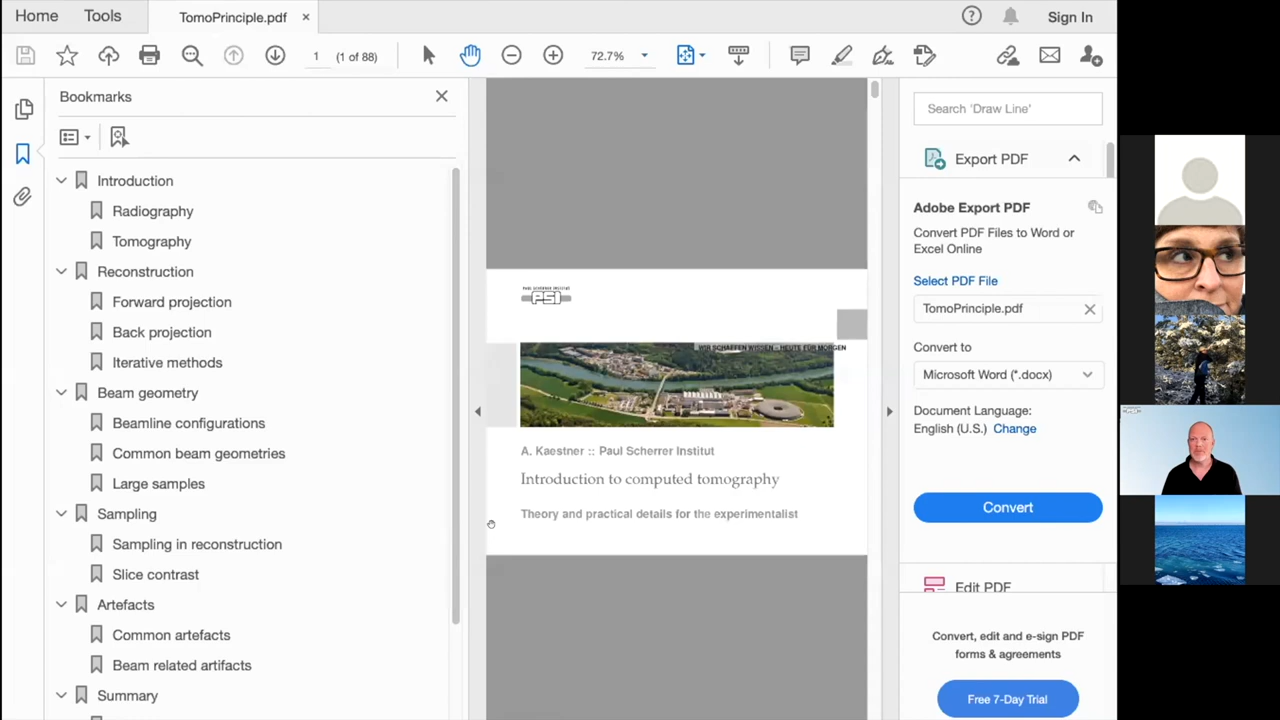 Home Tools TomoPrinciple.pdf × Sign In
1 (1 of 88) 72.7%
Bookmarks
Introduction
Radiography
Tomography
Reconstruction
Forward projection
Back projection
Iterative methods
Beam geometry
Beamline configurations
Common beam geometries
Large samples
Sampling
Sampling in reconstruction
Slice contrast
Artefacts
Common artefacts
Beam related artifacts
Summary
PAUL SCHERRER INSTITUT
PSI
WIR SCHAFFEN WISSEN – HEUTE FÜR MORGEN
A. Kaestner :: Paul Scherrer Institut
Introduction to computed tomography
Theory and practical details for the experimentalist
Search 'Draw Line'
Export PDF
Adobe Export PDF
Convert PDF Files to Word or
Excel Online
Select PDF File
TomoPrinciple.pdf
Convert to
Microsoft Word (*.docx)
Document Language:
English (U.S.) Change
Convert
Edit PDF
Convert, edit and e-sign PDF
forms & agreements
Free 7-Day Trial